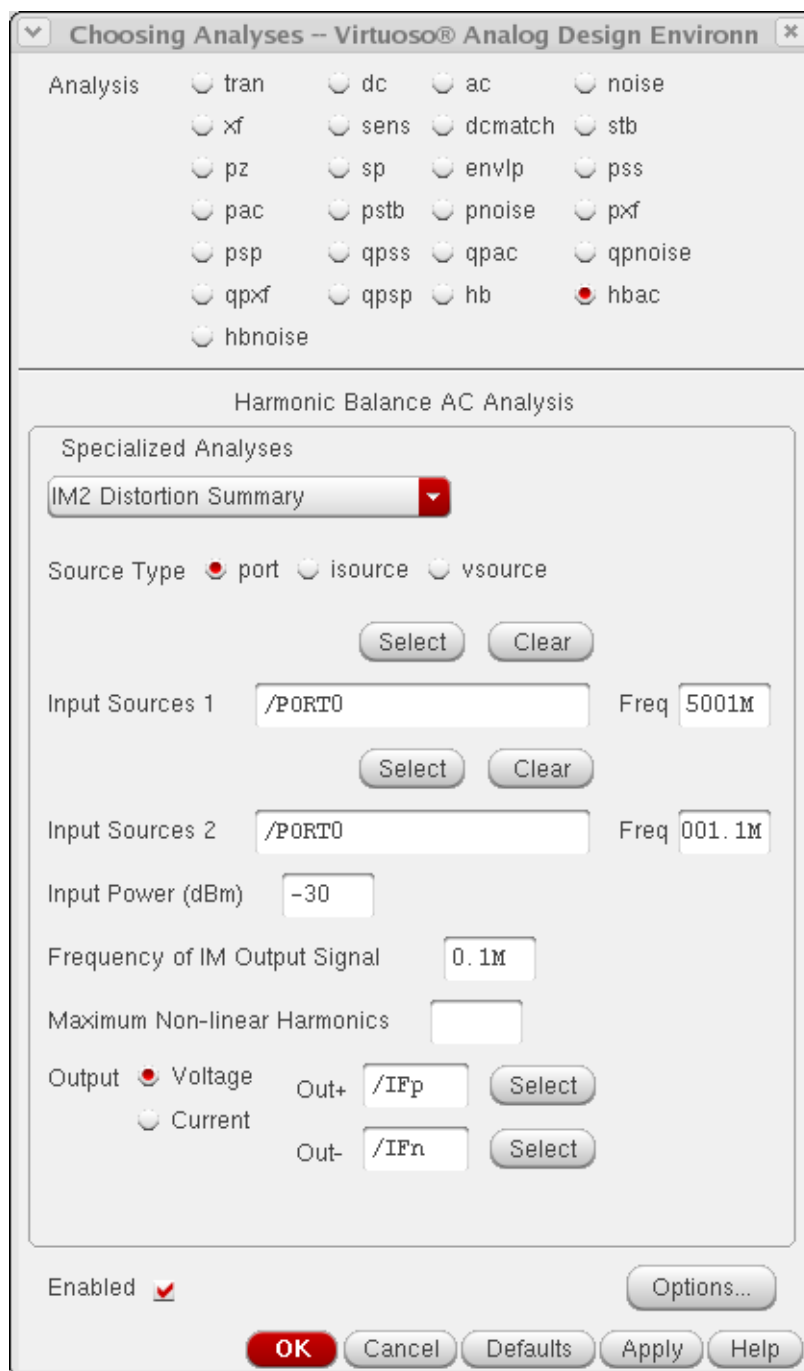 Choosing Analyses -- Virtuoso® Analog Design Environn
Analysis tran dc ac noise
xf sens dcmatch stb
pz sp envlp pss
pac pstb pnoise pxf
psp qpss qpac qpnoise
qpxf qpsp hb hbac
hbnoise
Harmonic Balance AC Analysis
Specialized Analyses
IM2 Distortion Summary
Source Type port isource vsource
Select Clear
Input Sources 1 /PORT0 Freq 5001M
Select Clear
Input Sources 2 /PORT0 Freq 001.1M
Input Power (dBm) -30
Frequency of IM Output Signal 0.1M
Maximum Non-linear Harmonics
Output Voltage Out+ /IFp Select
Current
Out- /IFn Select
Enabled Options...
OK Cancel Defaults Apply Help